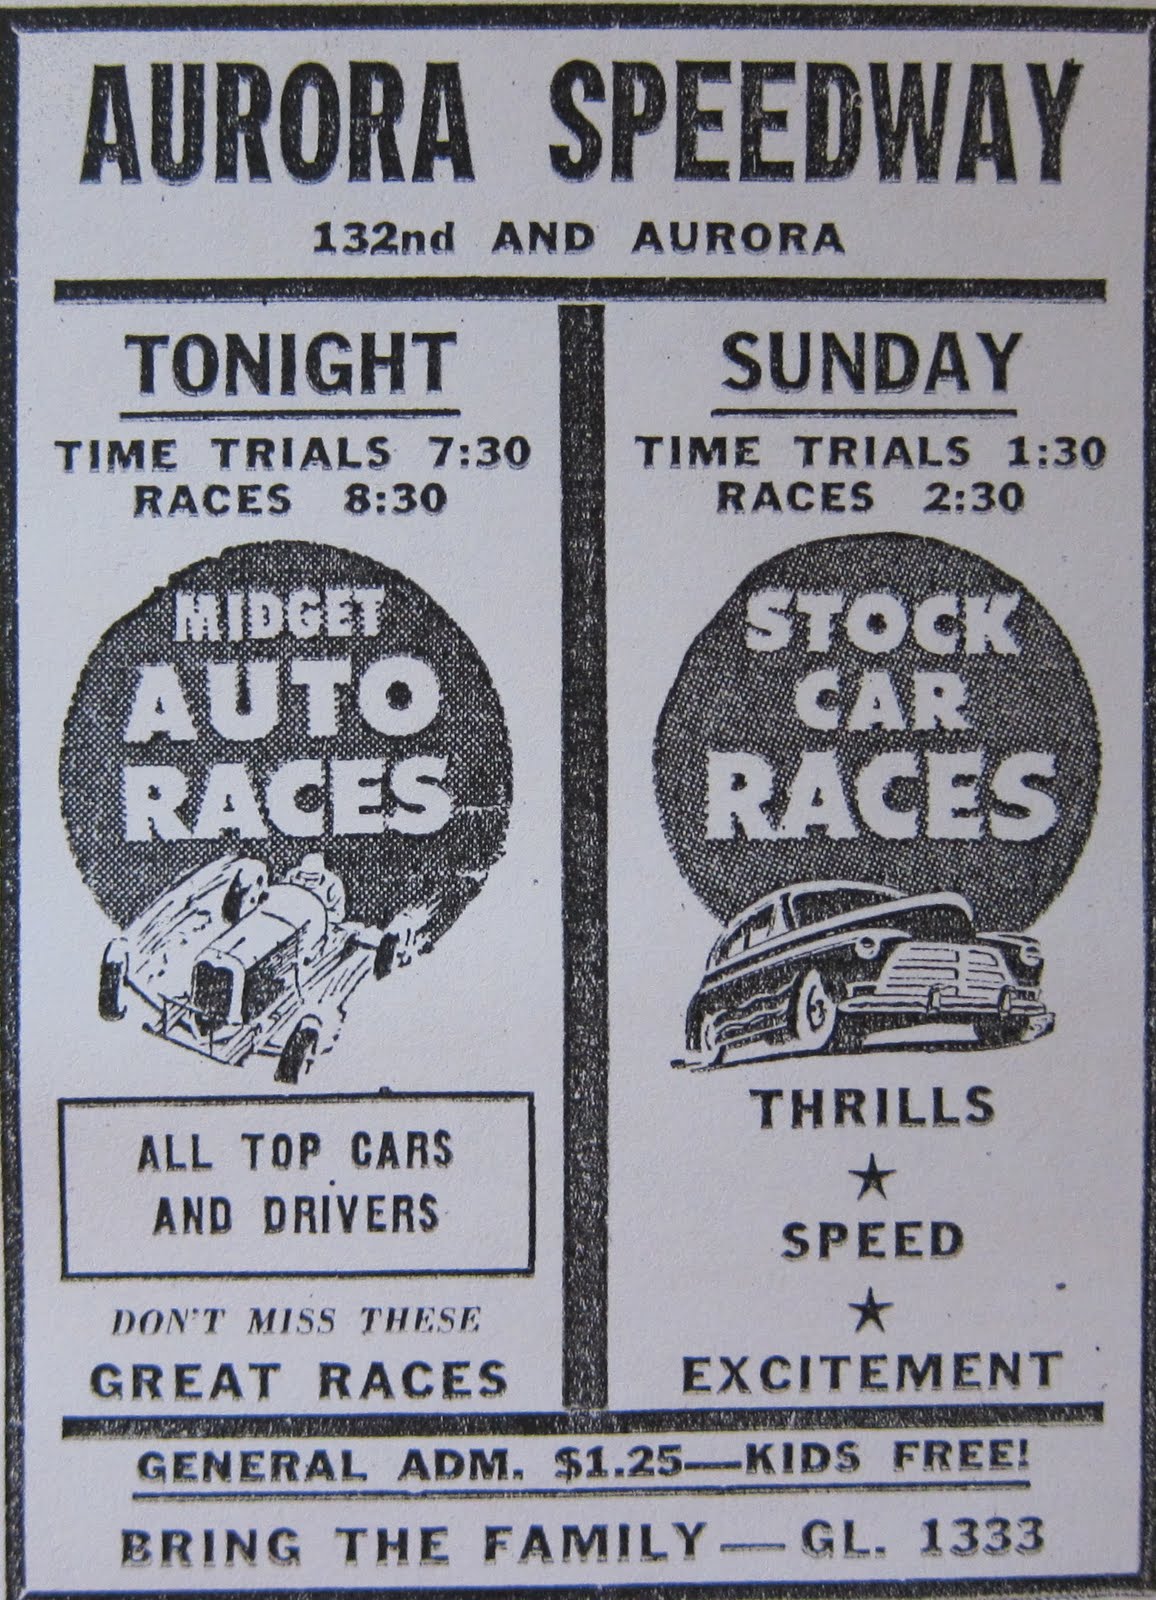 AURORA SPEEDWAY
132nd AND AURORA
TONIGHT
TIME TRIALS 7:30
RACES 8:30
MIDGET
AUTO
RACES
ALL TOP CARS
AND DRIVERS
DON'T MISS THESE
GREAT RACES
SUNDAY
TIME TRIALS 1:30
RACES 2:30
STOCK
CAR
RACES
THRILLS
★
SPEED
★
EXCITEMENT
GENERAL ADM. $1.25—KIDS FREE!
BRING THE FAMILY — GL. 1333